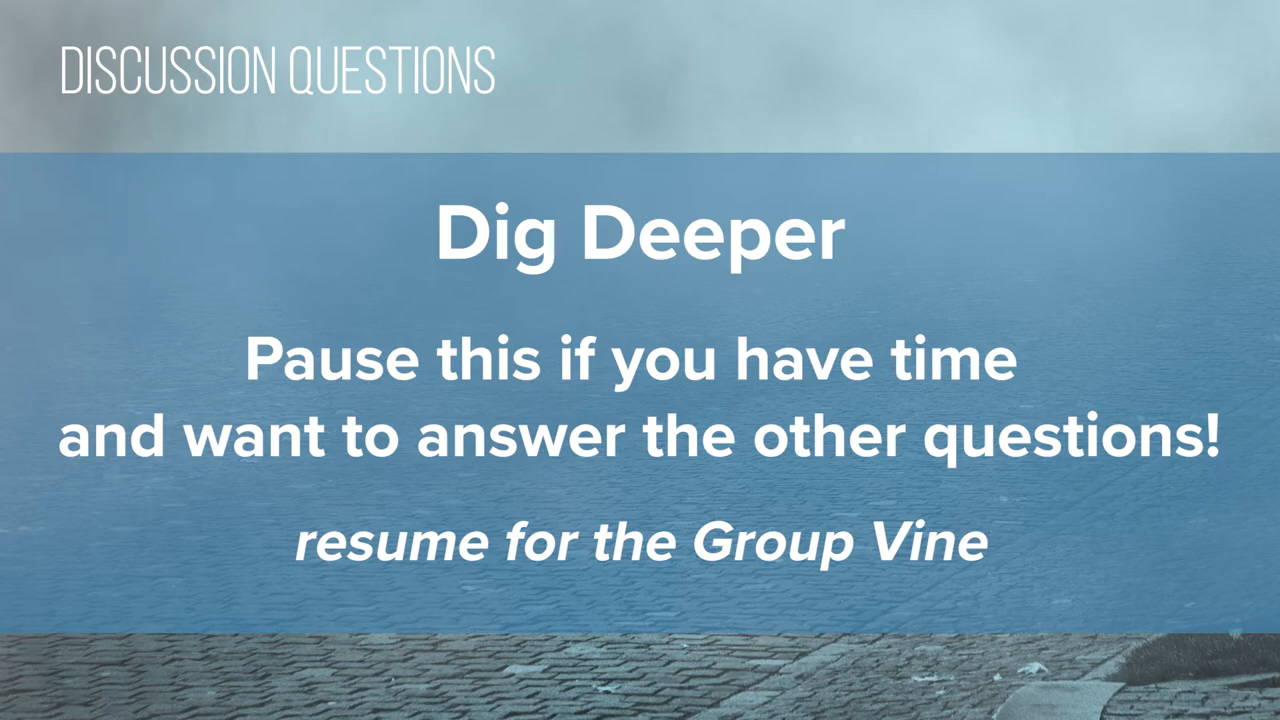 DISCUSSION QUESTIONS
Dig Deeper
Pause this if you have time
and want to answer the other questions!
resume for the Group Vine